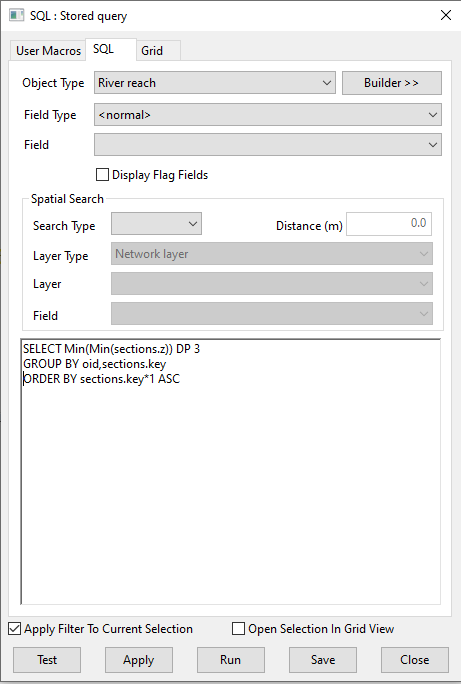 SQL : Stored query
User Macros SQL Grid
Object Type River reach Builder >>
Field Type <normal>
Field
Display Flag Fields
Spatial Search
Search Type Distance (m) 0.0
Layer Type Network layer
Layer
Field
SELECT Min(Min(sections.z)) DP 3
GROUP BY oid,sections.key
ORDER BY sections.key*1 ASC
Apply Filter To Current Selection Open Selection In Grid View
Test Apply Run Save Close